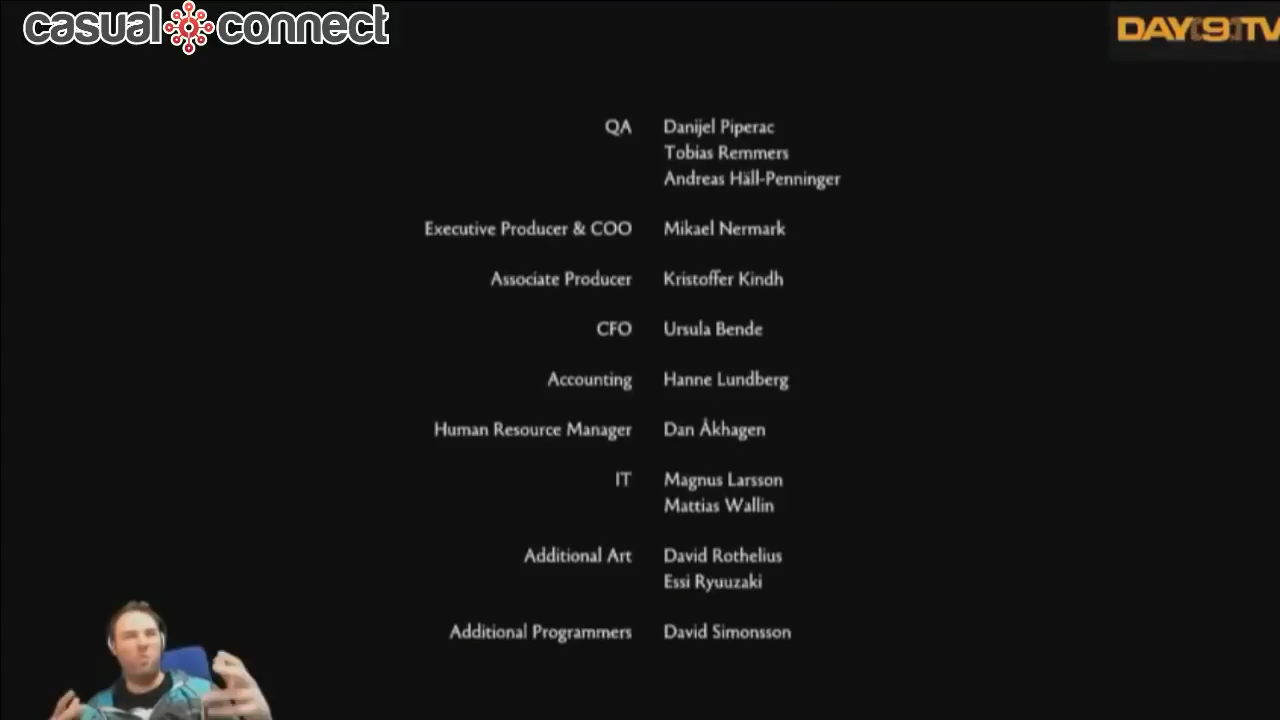 casual connect
DAY[9]TV
QA Danijel Piperac
Tobias Remmers
Andreas Häll-Penninger
Executive Producer & COO Mikael Nermark
Associate Producer Kristoffer Kindh
CFO Ursula Bende
Accounting Hanne Lundberg
Human Resource Manager Dan Åkhagen
IT Magnus Larsson
Mattias Wallin
Additional Art David Rothelius
Essi Ryuuzaki
Additional Programmers David Simonsson